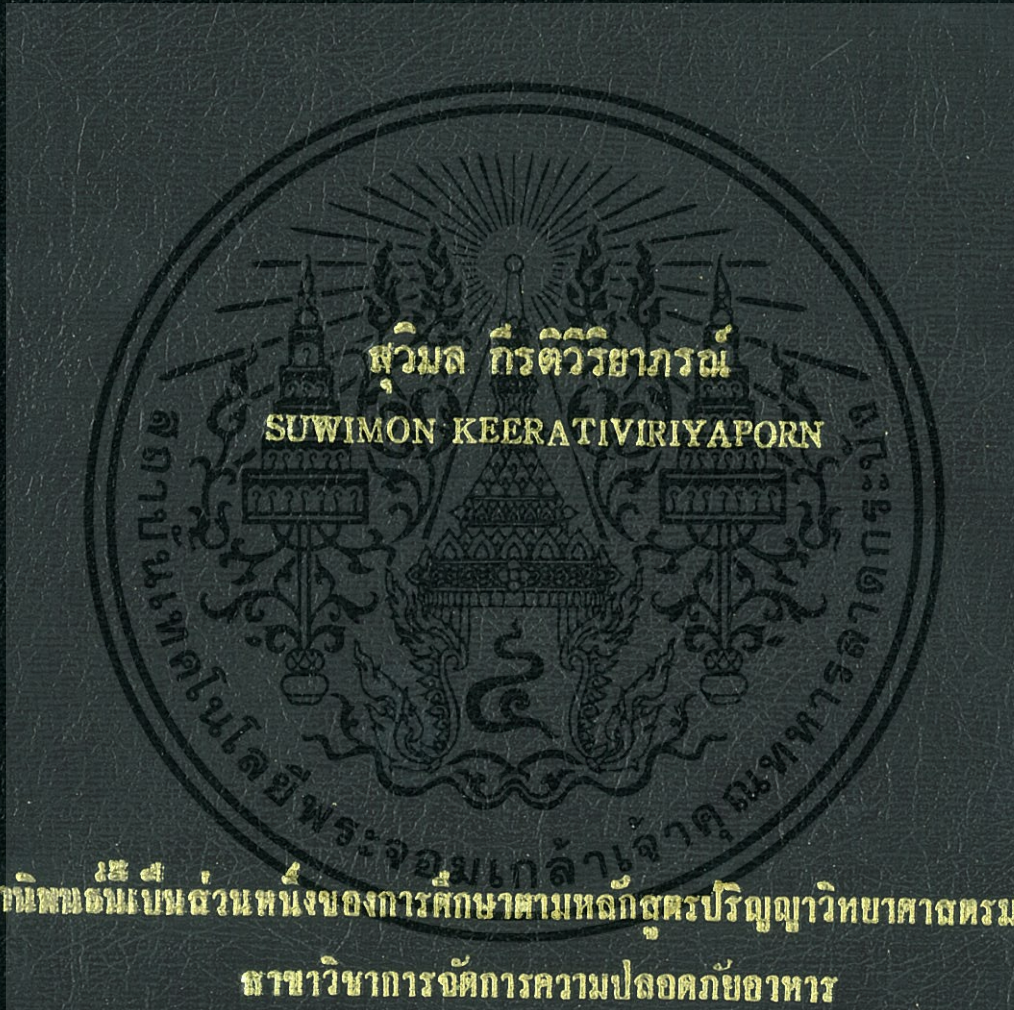 สุวิมล กีรติวิริยาภรณ์
SUWIMON KEERATIVIRIYAPORN
สถาบันเทคโนโลยีพระจอมเกล้าเจ้าคุณทหารลาดกระบัง
๔
นิพนธ์นี้เป็นส่วนหนึ่งของการศึกษาตามหลักสูตรปริญญาวิทยาศาสตรม
สาขาวิชาการจัดการความปลอดภัยอาหาร